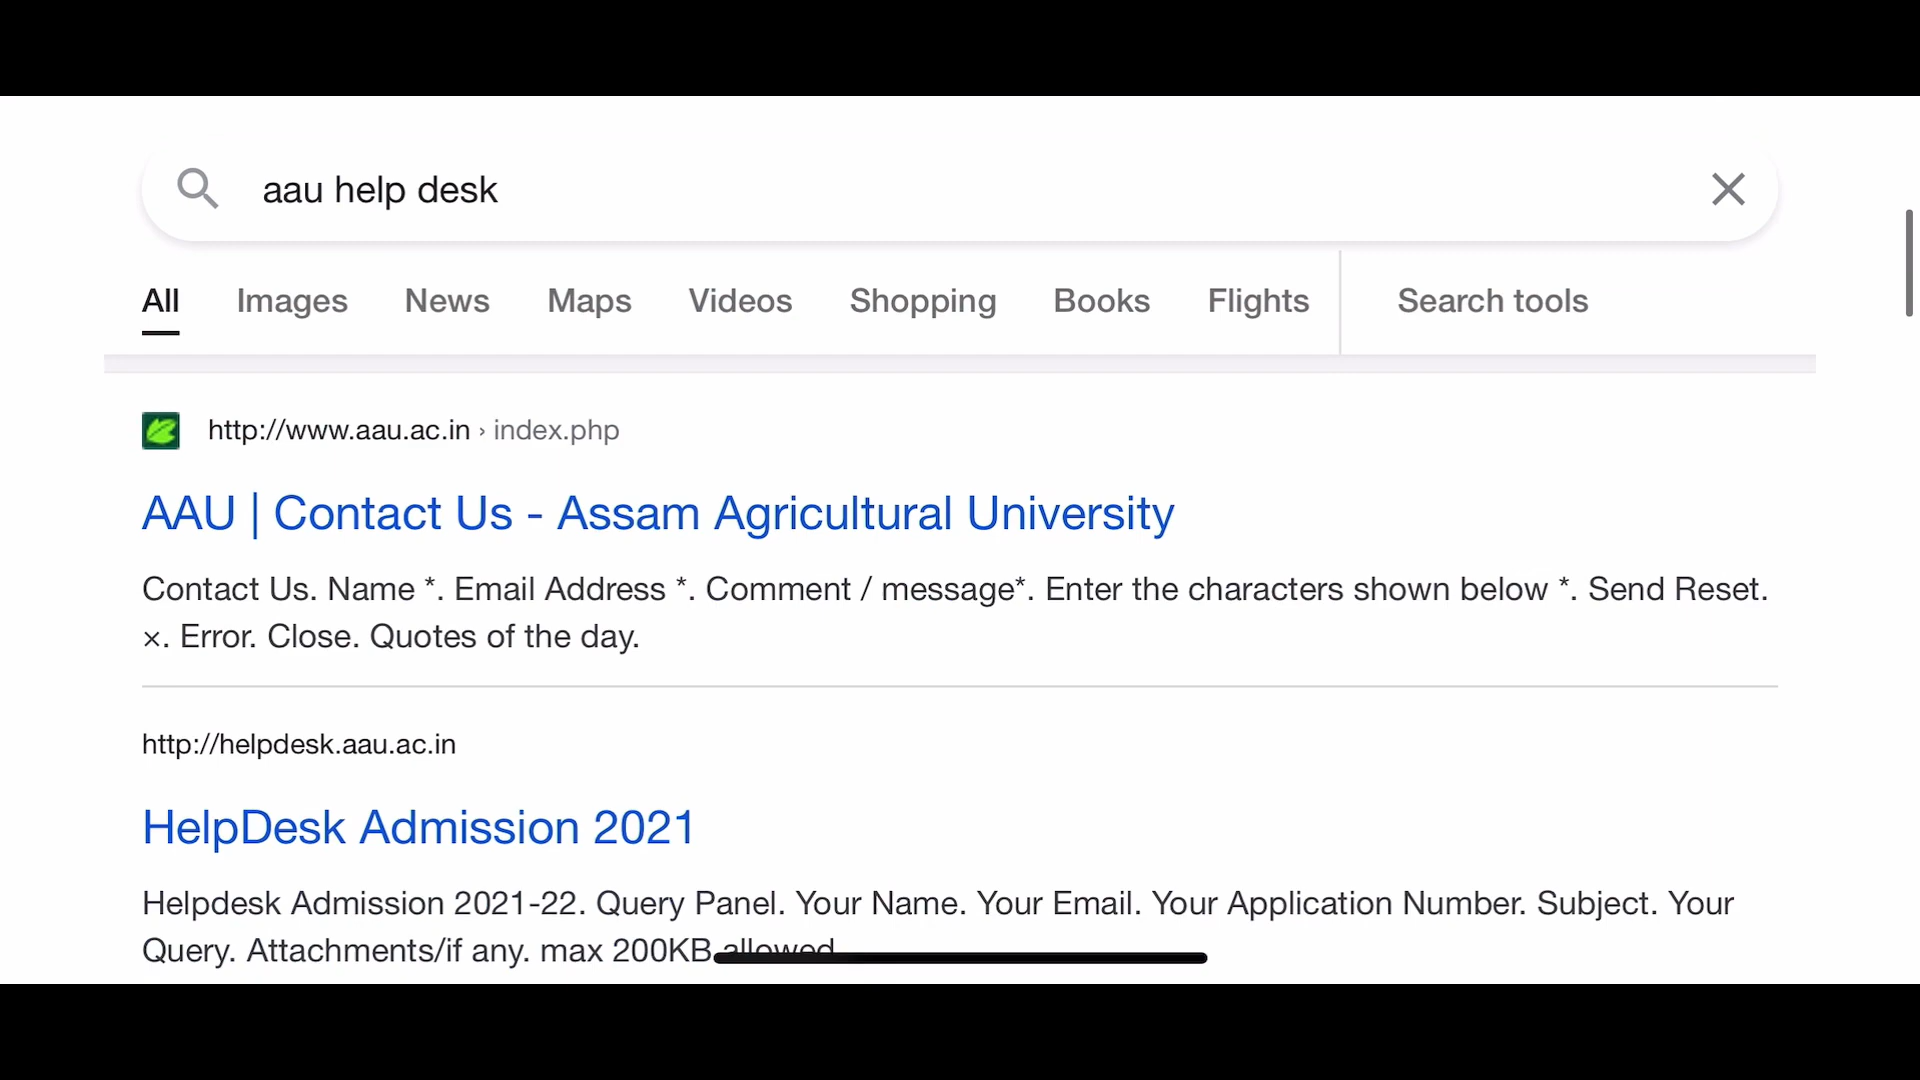 aau help desk
All Images News Maps Videos Shopping Books Flights Search tools
http://www.aau.ac.in › index.php
AAU | Contact Us - Assam Agricultural University
Contact Us. Name *. Email Address *. Comment / message*. Enter the characters shown below *. Send Reset.
×. Error. Close. Quotes of the day.
http://helpdesk.aau.ac.in
HelpDesk Admission 2021
Helpdesk Admission 2021-22. Query Panel. Your Name. Your Email. Your Application Number. Subject. Your
Query. Attachments/if any. max 200KB allowed